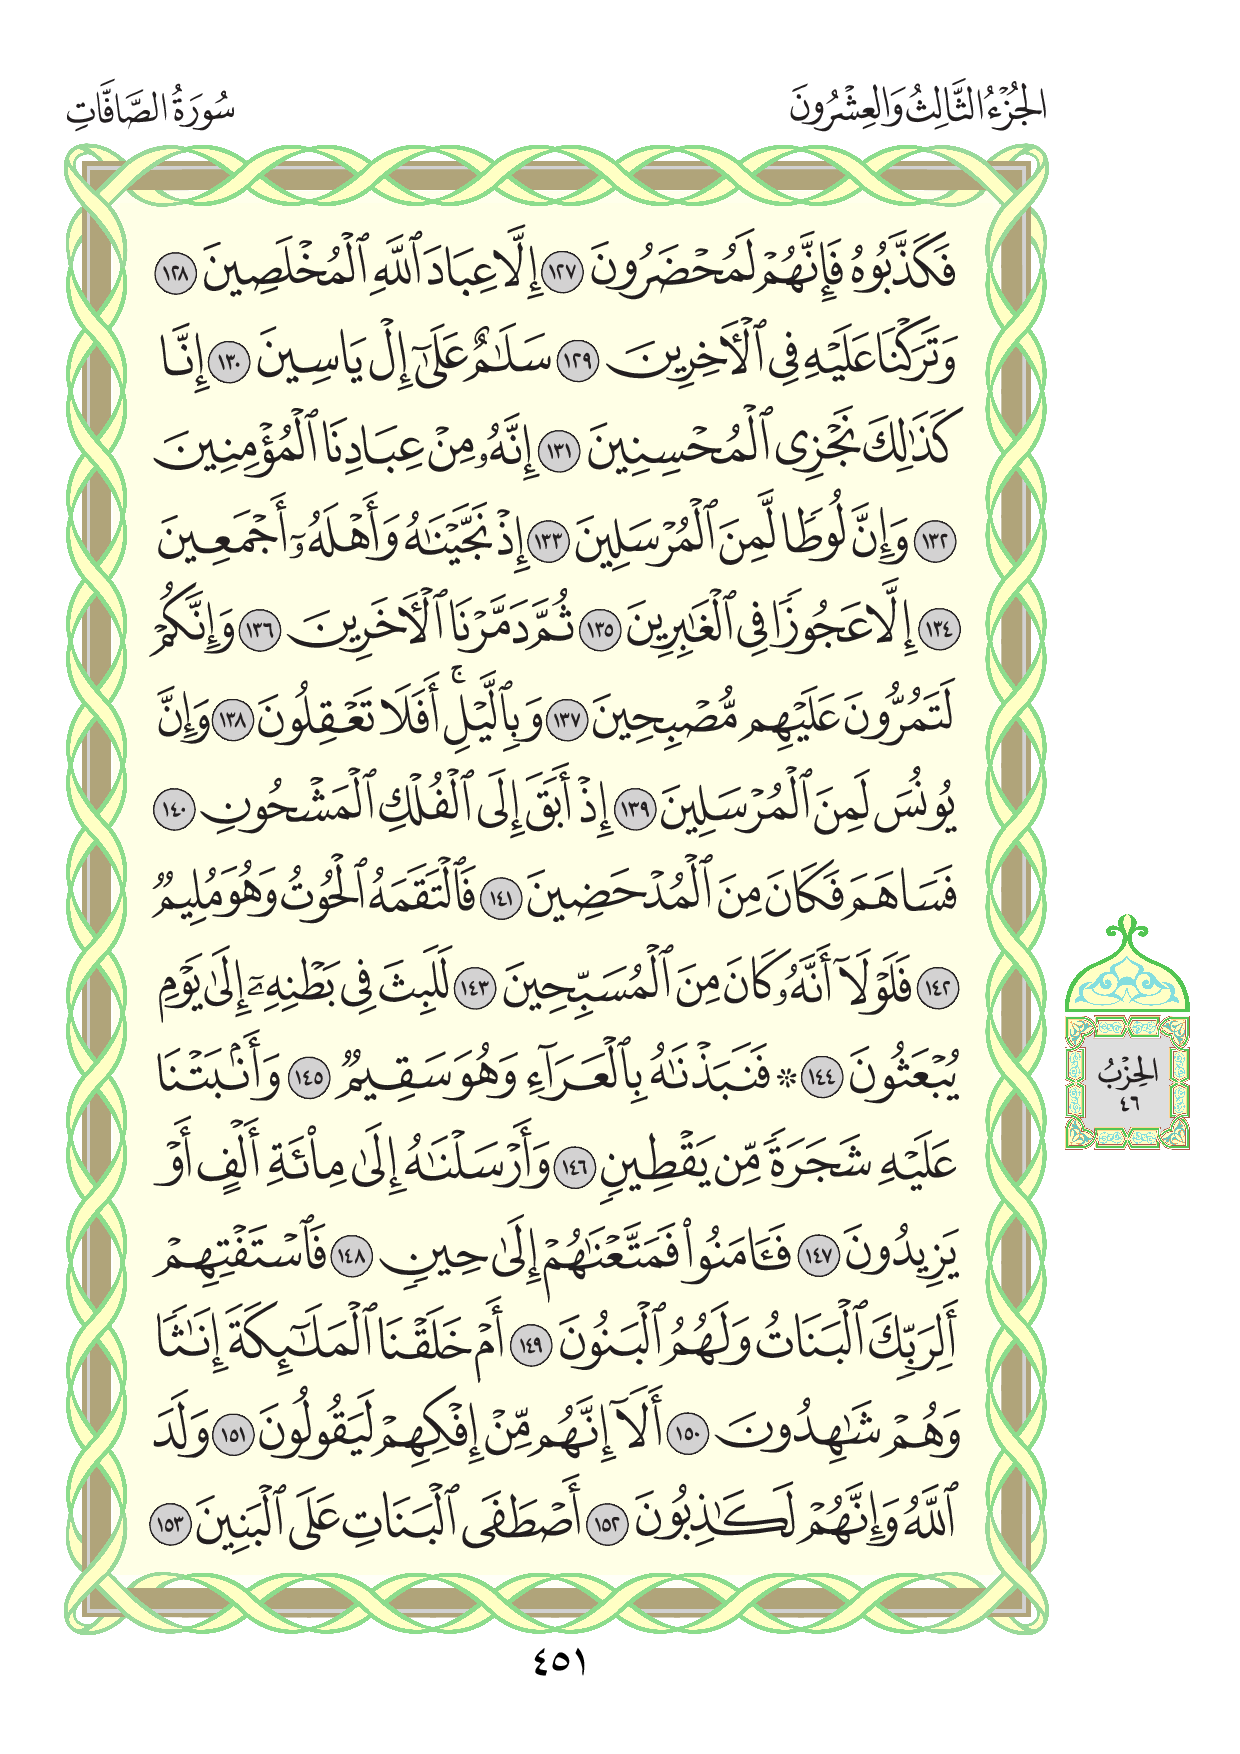 الجُزْءُ الثَّالِثُ وَالعِشْرُونَ
سُورَةُ الصَّافَّاتِ
فَكَذَّبُوهُ فَإِنَّهُمْ لَمُحْضَرُونَ ١٢٧ إِلَّا عِبَادَ ٱللَّهِ ٱلْمُخْلَصِينَ ١٢٨
وَتَرَكْنَا عَلَيْهِ فِى ٱلْأَخِرِينَ ١٢٩ سَلَٰمٌ عَلَىٰٓ إِلْ يَاسِينَ ١٣٠ إِنَّا
كَذَٰلِكَ نَجْزِى ٱلْمُحْسِنِينَ ١٣١ إِنَّهُۥ مِنْ عِبَادِنَا ٱلْمُؤْمِنِينَ
١٣٢ وَإِنَّ لُوطًا لَّمِنَ ٱلْمُرْسَلِينَ ١٣٣ إِذْ نَجَّيْنَٰهُ وَأَهْلَهُۥٓ أَجْمَعِينَ
١٣٤ إِلَّا عَجُوزًا فِى ٱلْغَٰبِرِينَ ١٣٥ ثُمَّ دَمَّرْنَا ٱلْأَخَرِينَ ١٣٦ وَإِنَّكُمْ
لَتَمُرُّونَ عَلَيْهِم مُّصْبِحِينَ ١٣٧ وَبِٱلَّيْلِ ۚ أَفَلَا تَعْقِلُونَ ١٣٨ وَإِنَّ
يُونُسَ لَمِنَ ٱلْمُرْسَلِينَ ١٣٩ إِذْ أَبَقَ إِلَى ٱلْفُلْكِ ٱلْمَشْحُونِ ١٤٠
فَسَاهَمَ فَكَانَ مِنَ ٱلْمُدْحَضِينَ ١٤١ فَٱلْتَقَمَهُ ٱلْحُوتُ وَهُوَ مُلِيمٌ
١٤٢ فَلَوْلَآ أَنَّهُۥ كَانَ مِنَ ٱلْمُسَبِّحِينَ ١٤٣ لَلَبِثَ فِى بَطْنِهِۦٓ إِلَىٰ يَوْمِ
يُبْعَثُونَ ١٤٤ ۞ فَنَبَذْنَٰهُ بِٱلْعَرَآءِ وَهُوَ سَقِيمٌ ١٤٥ وَأَنۢبَتْنَا
عَلَيْهِ شَجَرَةً مِّن يَقْطِينٍ ١٤٦ وَأَرْسَلْنَٰهُ إِلَىٰ مِا۟ئَةِ أَلْفٍ أَوْ
يَزِيدُونَ ١٤٧ فَـَٔامَنُوا۟ فَمَتَّعْنَٰهُمْ إِلَىٰ حِينٍ ١٤٨ فَٱسْتَفْتِهِمْ
أَلِرَبِّكَ ٱلْبَنَاتُ وَلَهُمُ ٱلْبَنُونَ ١٤٩ أَمْ خَلَقْنَا ٱلْمَلَٰٓئِكَةَ إِنَٰثًا
وَهُمْ شَٰهِدُونَ ١٥٠ أَلَآ إِنَّهُم مِّنْ إِفْكِهِمْ لَيَقُولُونَ ١٥١ وَلَدَ
ٱللَّهُ وَإِنَّهُمْ لَكَٰذِبُونَ ١٥٢ أَصْطَفَى ٱلْبَنَاتِ عَلَى ٱلْبَنِينَ ١٥٣
الحِزْبُ
٤٦
٤٥١